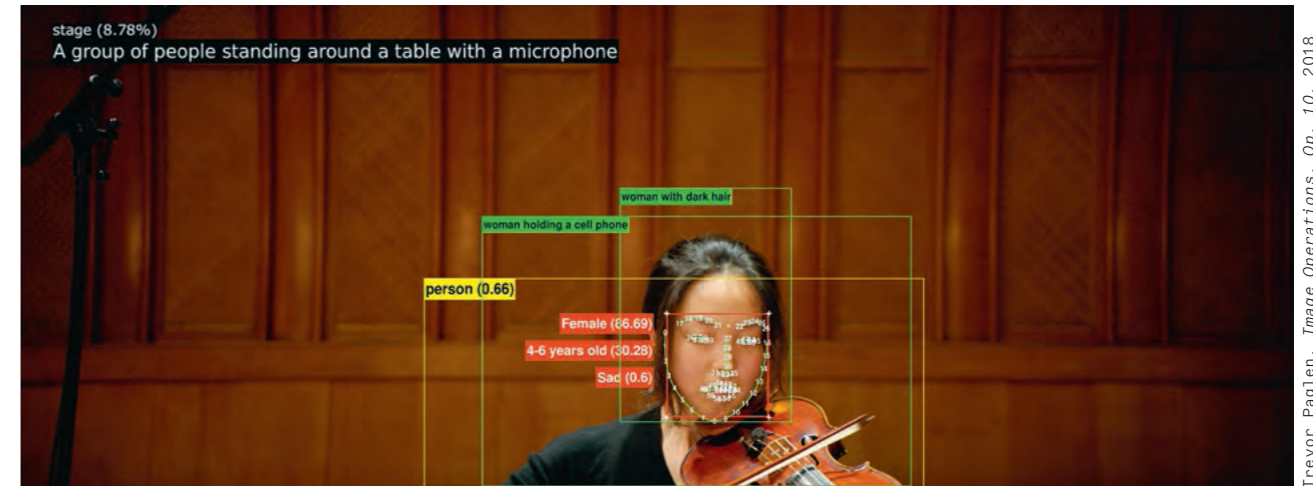 stage (8.78%)
A group of people standing around a table with a microphone
woman with dark hair
woman holding a cell phone
person (0.66)
Female (86.69)
4-6 years old (30.28)
Sad (0.6)
Trevor Paglen, Image Operations. Op. 10, 2018